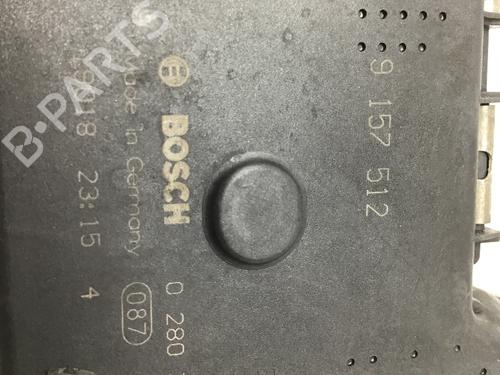 9 157 512
BOSCH 0 280
Made in Germany 087
23:15 4
B-PARTS